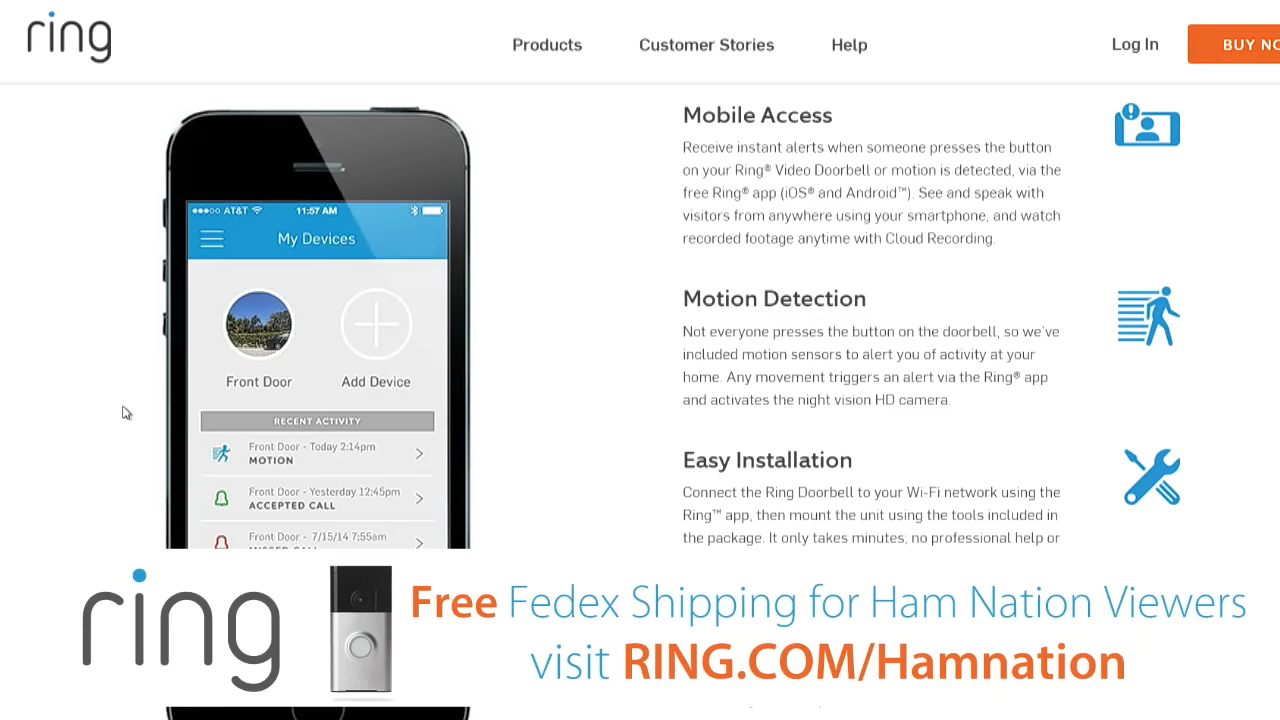 ring
Products
Customer Stories
Help
Log In
BUY
●●●○○ AT&T
11:57 AM
My Devices
Front Door
Add Device
RECENT ACTIVITY
Front Door - Today 2:14pm
MOTION
Front Door - Yesterday 12:45pm
ACCEPTED CALL
Front Door - 7/15/14 7:55am
Mobile Access
Receive instant alerts when someone presses the button
on your Ring® Video Doorbell or motion is detected, via the
free Ring® app (iOS® and Android™). See and speak with
visitors from anywhere using your smartphone, and watch
recorded footage anytime with Cloud Recording.
Motion Detection
Not everyone presses the button on the doorbell, so we've
included motion sensors to alert you of activity at your
home. Any movement triggers an alert via the Ring® app
and activates the night vision HD camera.
Easy Installation
Connect the Ring Doorbell to your Wi-Fi network using the
Ring™ app, then mount the unit using the tools included in
the package. It only takes minutes; no professional help or
ring
Free Fedex Shipping for Ham Nation Viewers
visit RING.COM/Hamnation